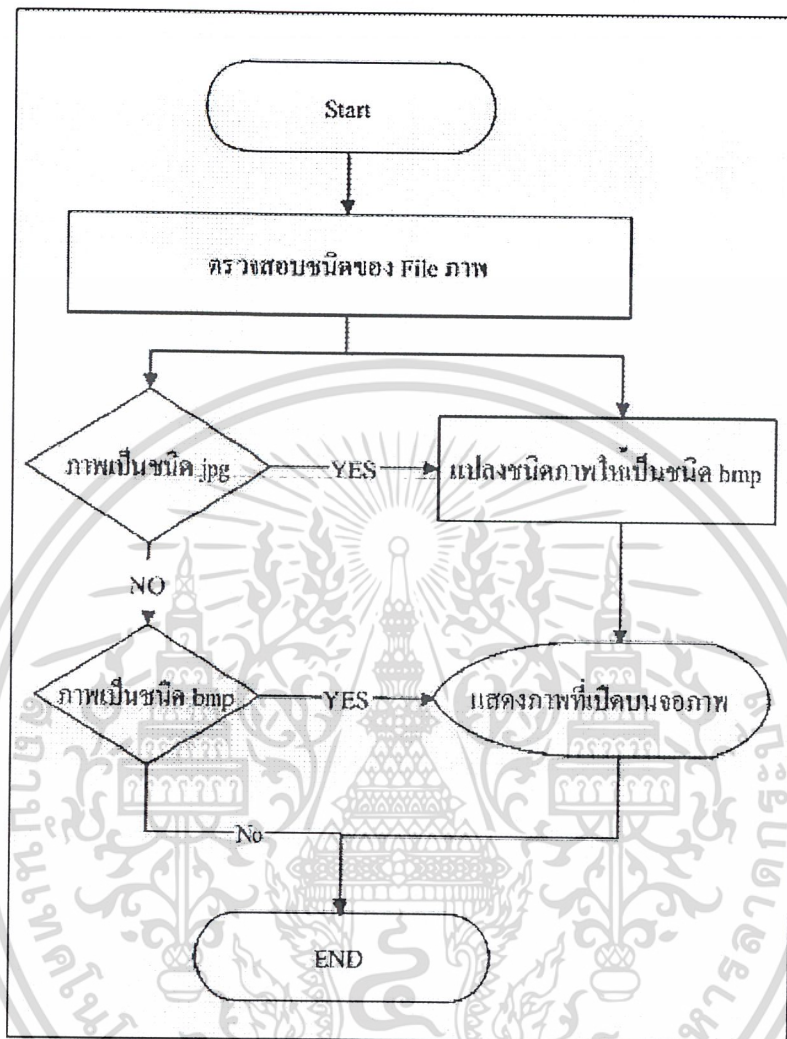 Start
ตรวจสอบชนิดของ File ภาพ
ภาพเป็นชนิด jpg
YES
แปลงชนิดภาพให้เป็นชนิด bmp
NO
ภาพเป็นชนิด bmp
YES
แสดงภาพที่เปิดบนจอภาพ
No
END